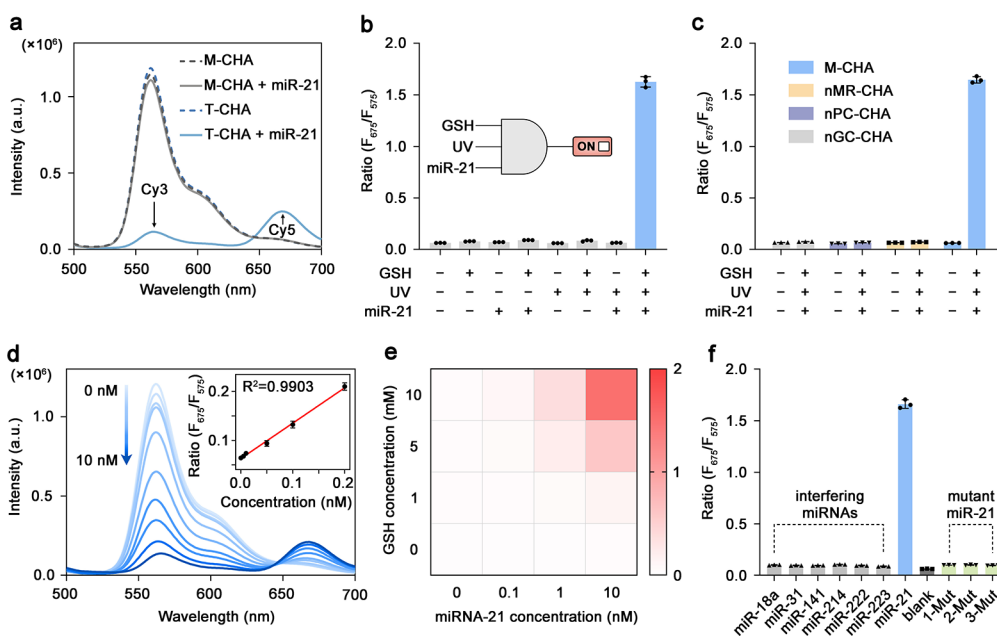 a
(×10⁶)
1.0
0.5
0.0
500
550
600
650
700
Intensity (a.u.)
Wavelength (nm)
M-CHA
M-CHA + miR-21
T-CHA
T-CHA + miR-21
Cy3
Cy5
b
2.0
1.5
1.0
0.5
0.0
Ratio (F₆₇₅/F₅₇₅)
GSH
UV
miR-21
ON
GSH − + − + − + − +
UV − − − − + + + +
miR-21 − − + + − − + +
c
2.0
1.5
1.0
0.5
0.0
Ratio (F₆₇₅/F₅₇₅)
M-CHA
nMR-CHA
nPC-CHA
nGC-CHA
GSH − + − + − + − +
UV − + − + − + − +
miR-21 − + − + − + − +
d
(×10⁶)
1.0
0.5
0.0
500
550
600
650
700
Intensity (a.u.)
Wavelength (nm)
0 nM
10 nM
R²=0.9903
0.2
0.1
0.0
0.1
0.2
Ratio (F₆₇₅/F₅₇₅)
Concentration (nM)
e
GSH concentration (mM)
10
5
1
0
0
0.1
1
10
miRNA-21 concentration (nM)
2
1
0
f
2.0
1.5
1.0
0.5
0.0
Ratio (F₆₇₅/F₅₇₅)
interfering
miRNAs
mutant
miR-21
miR-18a
miR-31
miR-141
miR-214
miR-222
miR-223
miR-21
blank
1-Mut
2-Mut
3-Mut